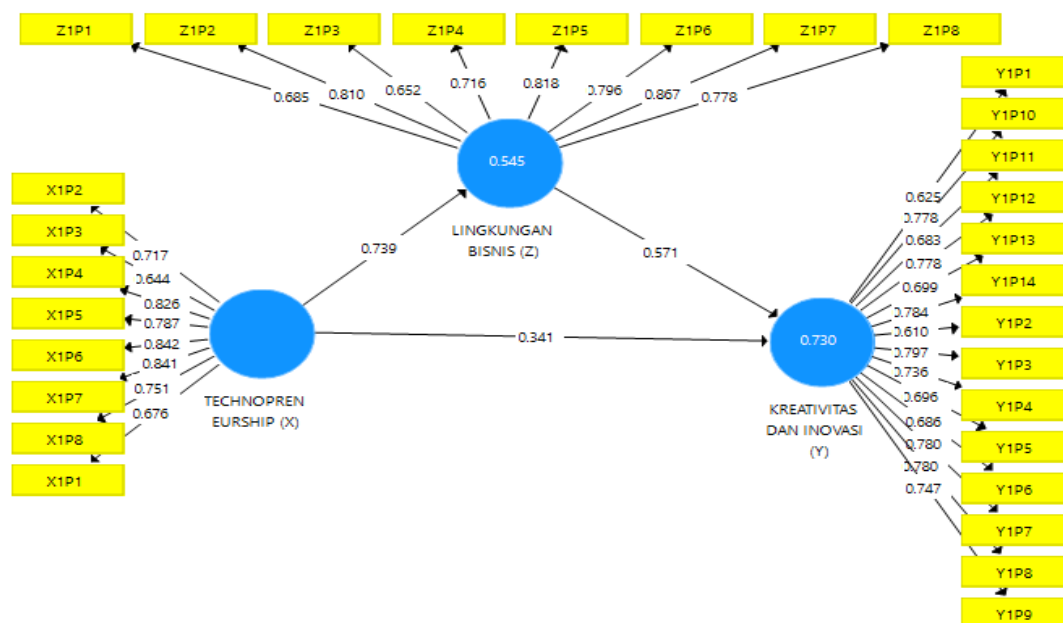 Z1P1 Z1P2 Z1P3 Z1P4 Z1P5 Z1P6 Z1P7 Z1P8
0.685 0.810 0.652 0.716 0.818 0.796 0.867 0.778
0.545
LINGKUNGAN
BISNIS (Z)
X1P2
X1P3
X1P4
X1P5
X1P6
X1P7
X1P8
X1P1
0.717
0.644
0.826
0.787
0.842
0.841
0.751
0.676
TECHNOPREN
EURSHIP (X)
0.739
0.571
0.341
0.730
KREATIVITAS
DAN INOVASI
(Y)
0.625
0.778
0.683
0.778
0.699
0.784
0.610
0.797
0.736
0.696
0.686
0.780
0.780
0.747
Y1P1
Y1P10
Y1P11
Y1P12
Y1P13
Y1P14
Y1P2
Y1P3
Y1P4
Y1P5
Y1P6
Y1P7
Y1P8
Y1P9